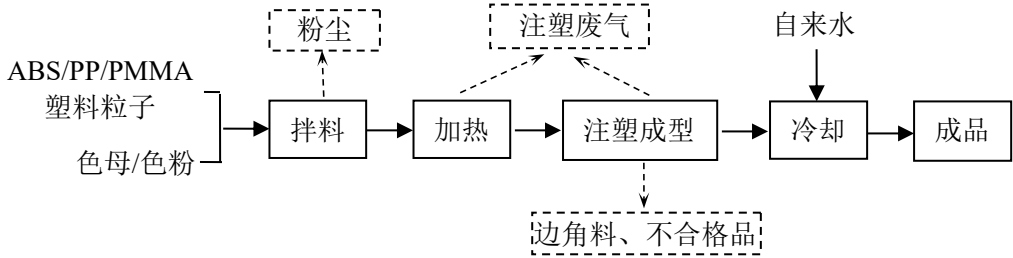 粉尘
注塑废气
自来水
ABS/PP/PMMA
塑料粒子
色母/色粉
拌料
加热
注塑成型
冷却
成品
边角料、不合格品